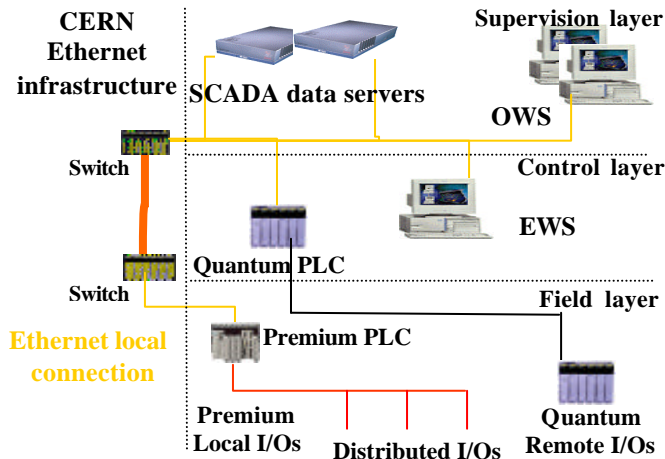 CERN
Ethernet
infrastructure
Supervision layer
SCADA data servers
OWS
Switch
Control layer
EWS
Quantum PLC
Switch
Field layer
Ethernet local
connection
Premium PLC
Premium
Local I/Os
Distributed I/Os
Quantum
Remote I/Os